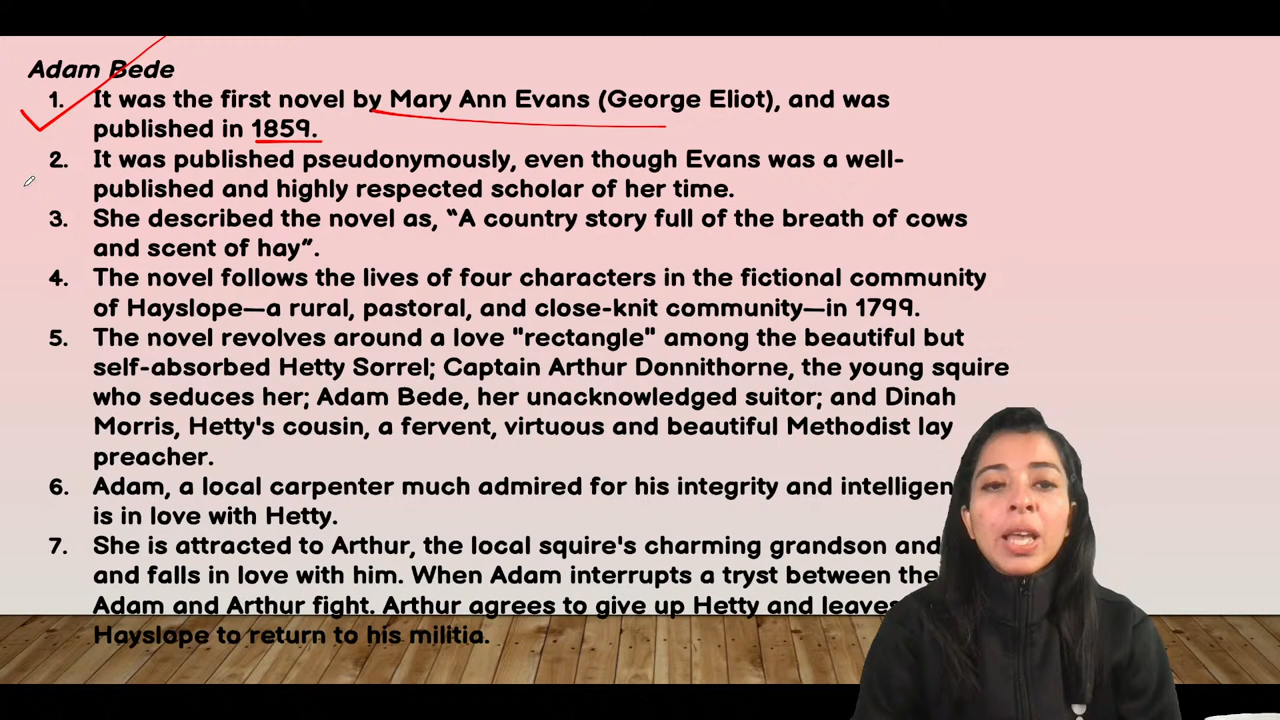 Adam Bede
1. It was the first novel by Mary Ann Evans (George Eliot), and was
published in 1859.
2. It was published pseudonymously, even though Evans was a well-
published and highly respected scholar of her time.
3. She described the novel as, “A country story full of the breath of cows
and scent of hay”.
4. The novel follows the lives of four characters in the fictional community
of Hayslope—a rural, pastoral, and close-knit community—in 1799.
5. The novel revolves around a love "rectangle" among the beautiful but
self-absorbed Hetty Sorrel; Captain Arthur Donnithorne, the young squire
who seduces her; Adam Bede, her unacknowledged suitor; and Dinah
Morris, Hetty's cousin, a fervent, virtuous and beautiful Methodist lay
preacher.
6. Adam, a local carpenter much admired for his integrity and
is in love with Hetty.
7. She is attracted to Arthur, the local squire's charming grandson and
and falls in love with him. When Adam interrupts a tryst between
Adam and Arthur fight. Arthur agrees to give up Hetty and leaves
Hayslope to return to his militia.